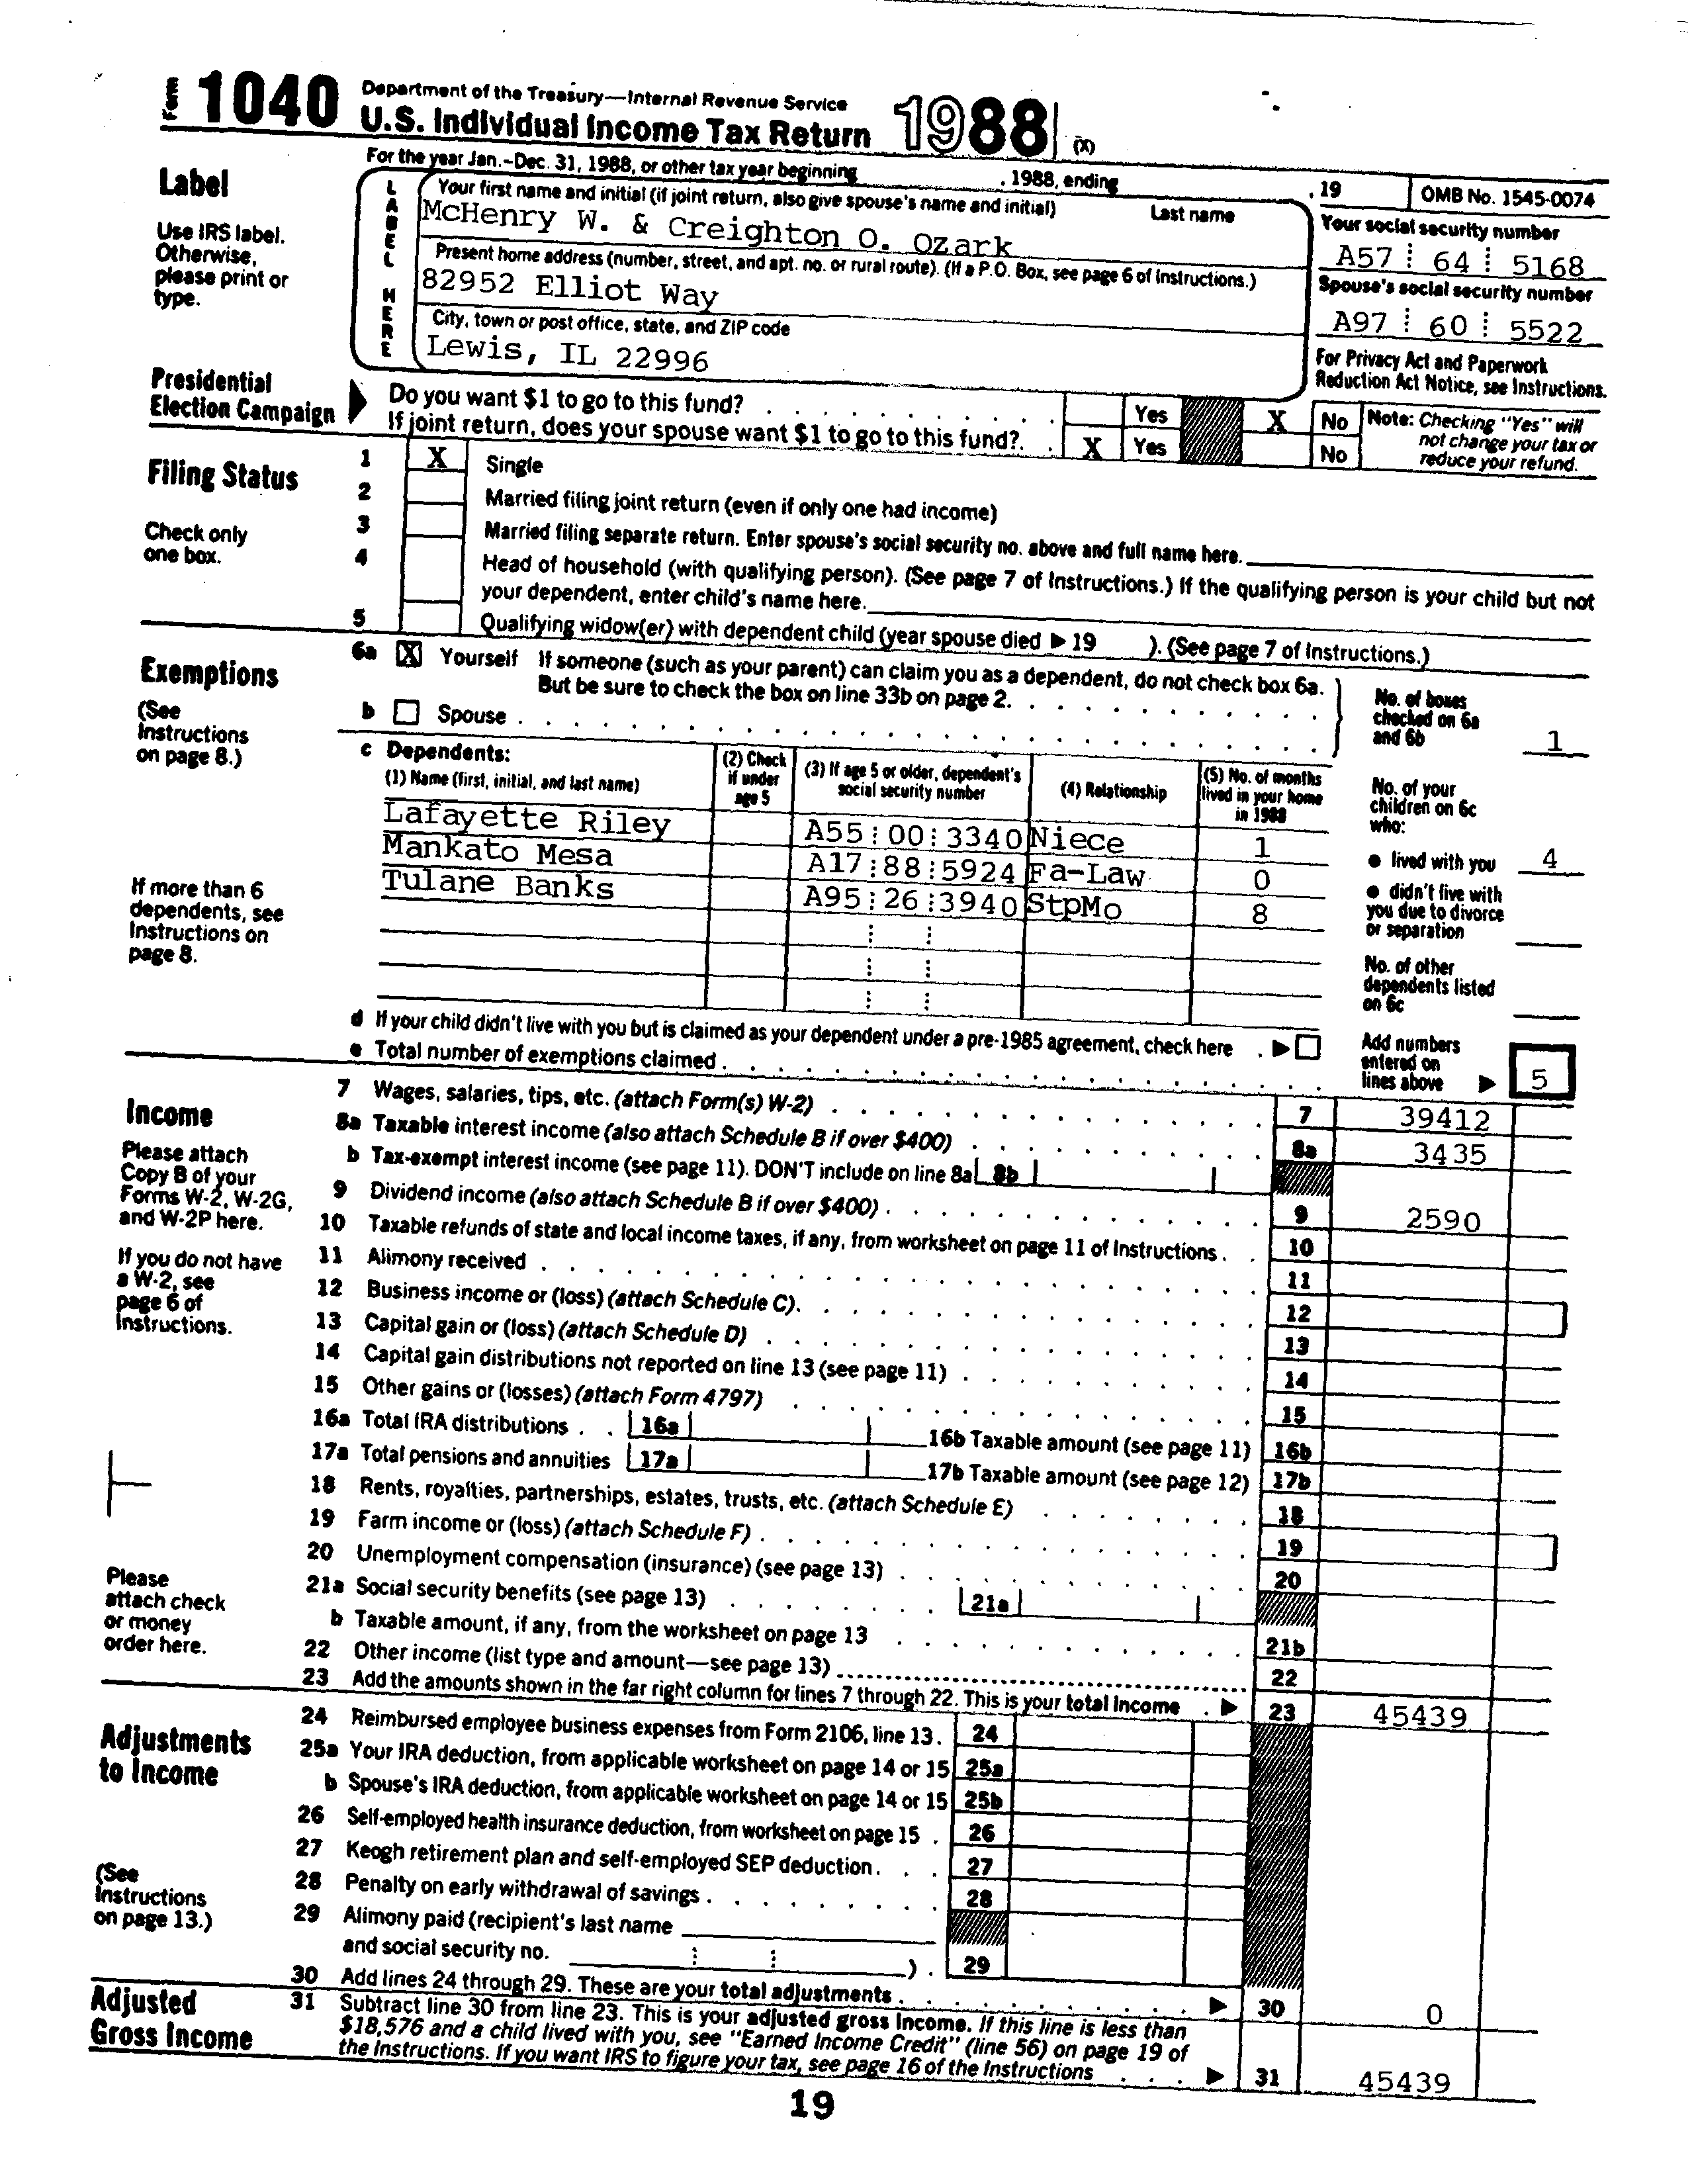 Form 1040 Department of the Treasury—Internal Revenue Service
U.S. Individual Income Tax Return 1988 (X)
For the year Jan.-Dec. 31, 1988, or other tax year beginning , 1988, ending , 19 OMB No. 1545-0074
Label
Use IRS label.
Otherwise,
please print or
type.
LABEL HERE
Your first name and initial (if joint return, also give spouse's name and initial) Last name
McHenry W. & Creighton O. Ozark
Your social security number
A57 64 5168
Present home address (number, street, and apt. no. or rural route). (If a P.O. Box, see page 6 of Instructions.)
82952 Elliot Way
Spouse's social security number
A97 60 5522
City, town or post office, state, and ZIP code
Lewis, IL 22996
For Privacy Act and Paperwork
Reduction Act Notice, see Instructions.
Presidential
Election Campaign
Do you want $1 to go to this fund? Yes X No
If joint return, does your spouse want $1 to go to this fund? X Yes No
Note: Checking "Yes" will
not change your tax or
reduce your refund.
Filing Status
Check only
one box.
1 X Single
2 Married filing joint return (even if only one had income)
3 Married filing separate return. Enter spouse's social security no. above and full name here.
4 Head of household (with qualifying person). (See page 7 of Instructions.) If the qualifying person is your child but not
your dependent, enter child's name here.
5 Qualifying widow(er) with dependent child (year spouse died ▶ 19 ). (See page 7 of Instructions.)
Exemptions
(See
Instructions
on page 8.)
6a X Yourself If someone (such as your parent) can claim you as a dependent, do not check box 6a.
But be sure to check the box on line 33b on page 2.
b Spouse
No. of boxes
checked on 6a
and 6b 1
c Dependents:
(1) Name (first, initial, and last name)
(2) Check
if under
age 5
(3) If age 5 or older, dependent's
social security number
(4) Relationship
(5) No. of months
lived in your home
in 1988
Lafayette Riley A55 00 3340 Niece 1
Mankato Mesa A17 88 5924 Fa-Law 0
Tulane Banks A95 26 3940 StpMo 8
No. of your
children on 6c
who:
● lived with you 4
● didn't live with
you due to divorce
or separation
No. of other
dependents listed
on 6c
If more than 6
dependents, see
Instructions on
page 8.
d If your child didn't live with you but is claimed as your dependent under a pre-1985 agreement, check here ▶
e Total number of exemptions claimed
Add numbers
entered on
lines above ▶ 5
Income
Please attach
Copy B of your
Forms W-2, W-2G,
and W-2P here.
If you do not have
a W-2, see
page 6 of
Instructions.
Please
attach check
or money
order here.
7 Wages, salaries, tips, etc. (attach Form(s) W-2) 7 39412
8a Taxable interest income (also attach Schedule B if over $400) 8a 3435
b Tax-exempt interest income (see page 11). DON'T include on line 8a 8b
9 Dividend income (also attach Schedule B if over $400) 9 2590
10 Taxable refunds of state and local income taxes, if any, from worksheet on page 11 of Instructions 10
11 Alimony received 11
12 Business income or (loss) (attach Schedule C) 12
13 Capital gain or (loss) (attach Schedule D) 13
14 Capital gain distributions not reported on line 13 (see page 11) 14
15 Other gains or (losses) (attach Form 4797) 15
16a Total IRA distributions 16a 16b Taxable amount (see page 11) 16b
17a Total pensions and annuities 17a 17b Taxable amount (see page 12) 17b
18 Rents, royalties, partnerships, estates, trusts, etc. (attach Schedule E) 18
19 Farm income or (loss) (attach Schedule F) 19
20 Unemployment compensation (insurance) (see page 13) 20
21a Social security benefits (see page 13) 21a
b Taxable amount, if any, from the worksheet on page 13 21b
22 Other income (list type and amount—see page 13) 22
23 Add the amounts shown in the far right column for lines 7 through 22. This is your total income ▶ 23 45439
Adjustments
to Income
(See
Instructions
on page 13.)
24 Reimbursed employee business expenses from Form 2106, line 13. 24
25a Your IRA deduction, from applicable worksheet on page 14 or 15 25a
b Spouse's IRA deduction, from applicable worksheet on page 14 or 15 25b
26 Self-employed health insurance deduction, from worksheet on page 15 26
27 Keogh retirement plan and self-employed SEP deduction 27
28 Penalty on early withdrawal of savings 28
29 Alimony paid (recipient's last name
and social security no. ) 29
30 Add lines 24 through 29. These are your total adjustments ▶ 30 0
Adjusted
Gross Income
31 Subtract line 30 from line 23. This is your adjusted gross income. If this line is less than
$18,576 and a child lived with you, see "Earned Income Credit" (line 56) on page 19 of
the Instructions. If you want IRS to figure your tax, see page 16 of the Instructions ▶ 31 45439
19